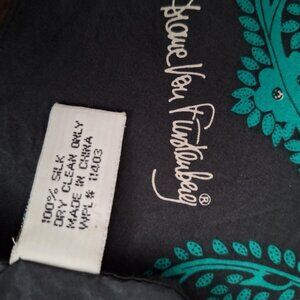 Diane Von Furstenberg®
100% SILK
DRY CLEAN ONLY
MADE IN CHINA
WPL# 11403